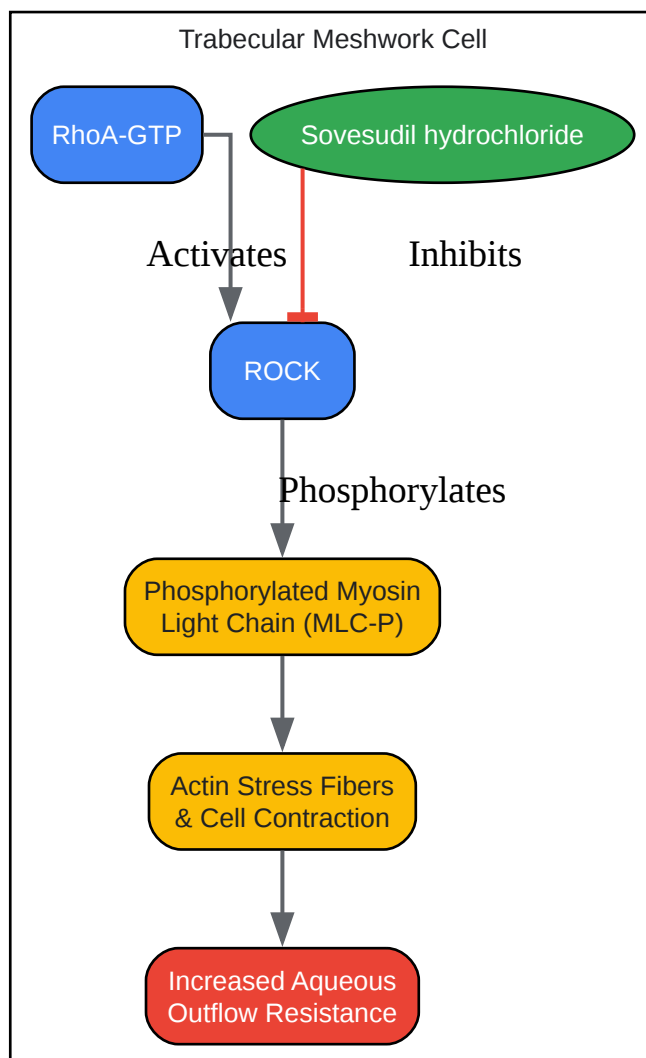 Trabecular Meshwork Cell
RhoA-GTP
Sovesudil hydrochloride
Activates
Inhibits
ROCK
Phosphorylates
Phosphorylated Myosin
Light Chain (MLC-P)
Actin Stress Fibers
& Cell Contraction
Increased Aqueous
Outflow Resistance